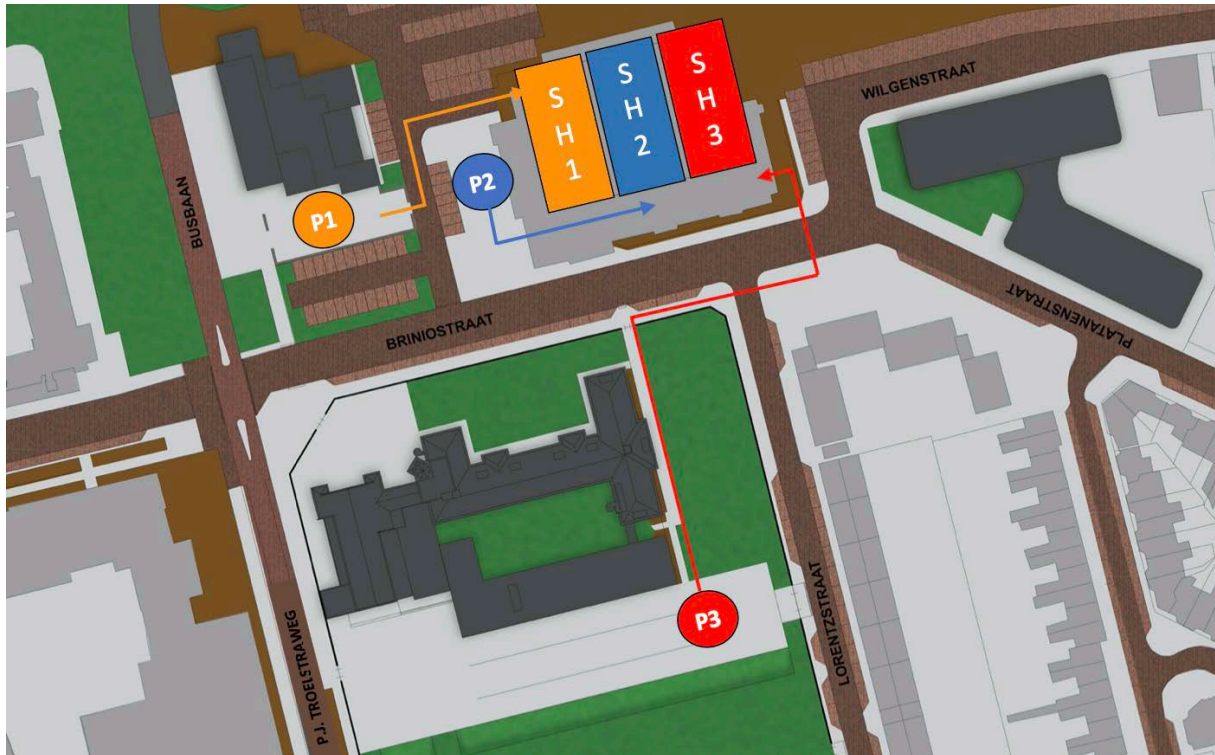 S
H
1
S
H
2
S
H
3
WILGENSTRAAT
P1
P2
BUSBAAN
BRINIOSTRAAT
PLATANENSTRAAT
P3
LORENTZSTRAAT
P.J. TROELSTRAWEG